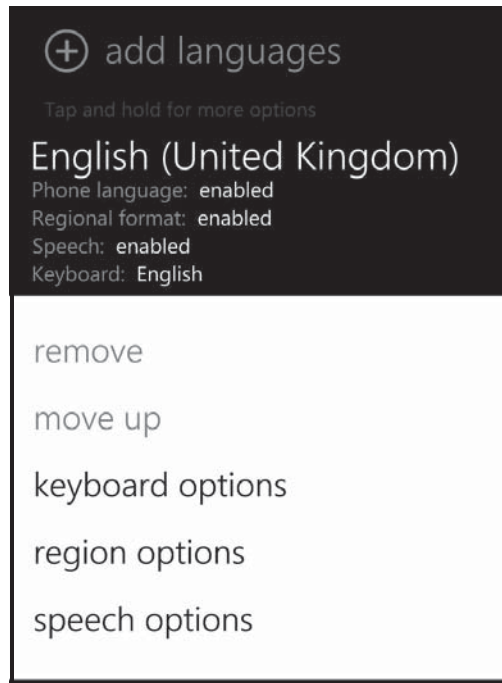 add languages
Tap and hold for more options
English (United Kingdom)
Phone language: enabled
Regional format: enabled
Speech: enabled
Keyboard: English
remove
move up
keyboard options
region options
speech options